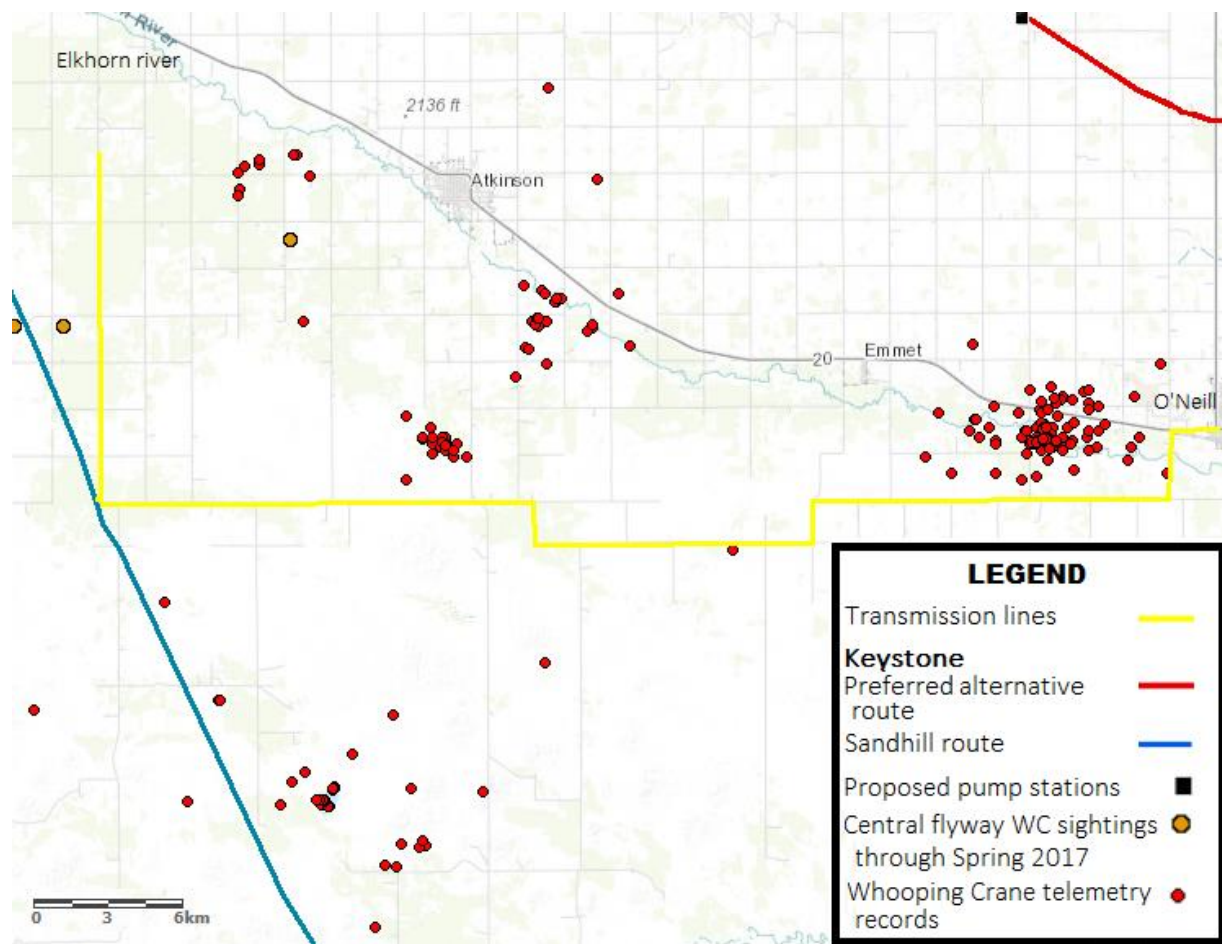 River
Elkhorn river
2136 ft
Atkinson
20
Emmet
O'Neill
LEGEND
Transmission lines
Keystone
Preferred alternative
route
Sandhill route
Proposed pump stations
Central flyway WC sightings
through Spring 2017
Whooping Crane telemetry
records
0 3 6km